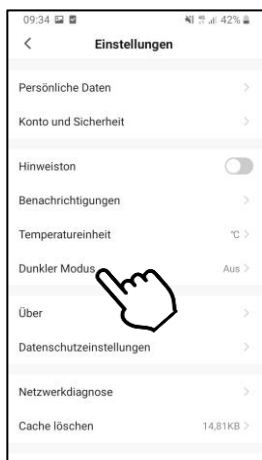 09:34 42%
Einstellungen
Persönliche Daten
Konto und Sicherheit
Hinweiston
Benachrichtigungen
Temperatureinheit °C
Dunkler Modus Aus
Über
Datenschutzeinstellungen
Netzwerkdiagnose
Cache löschen 14,81KB